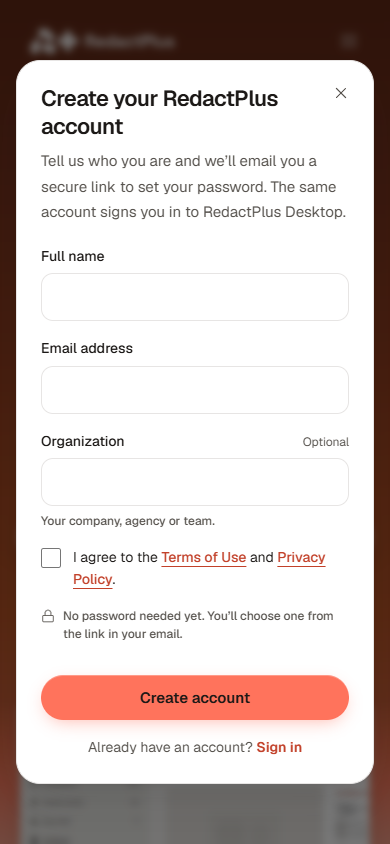 RedactPlus
Create your RedactPlus
account
Tell us who you are and we’ll email you a
secure link to set your password. The same
account signs you in to RedactPlus Desktop.
Full name
Email address
Organization Optional
Your company, agency or team.
I agree to the Terms of Use and Privacy
Policy.
No password needed yet. You’ll choose one from
the link in your email.
Create account
Already have an account? Sign in